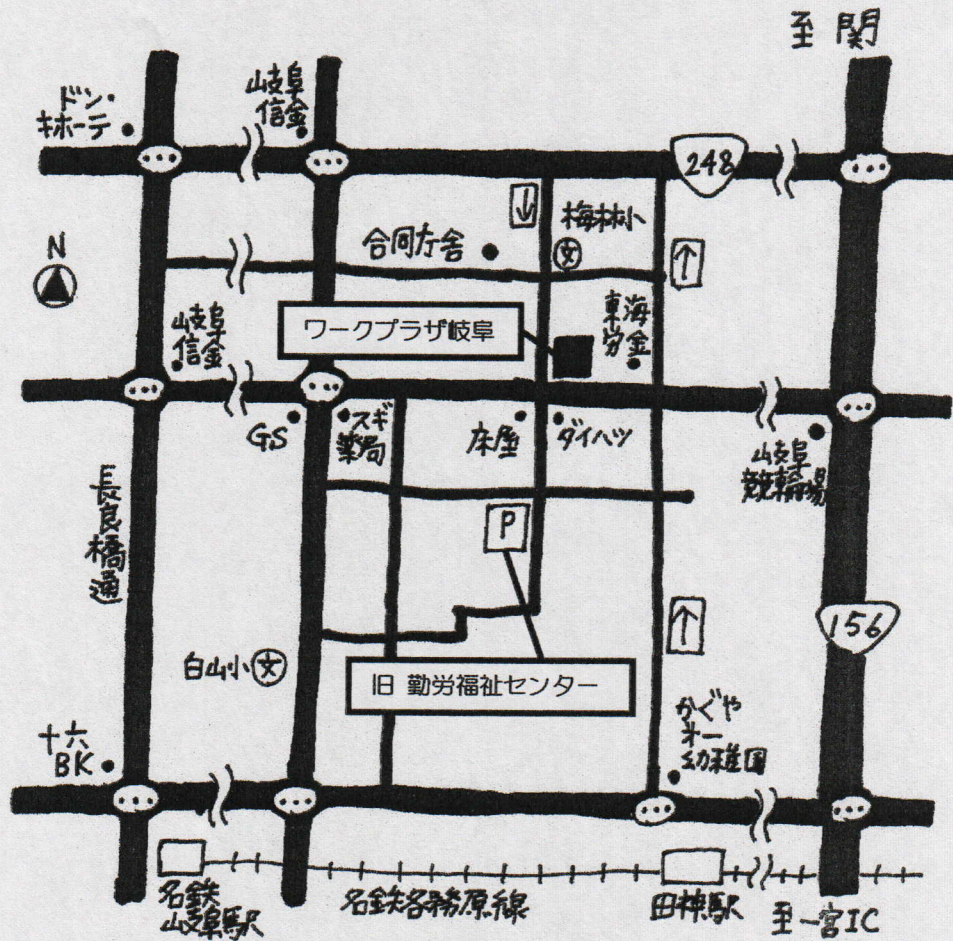 至 関
ドン・
キホーテ
岐阜
信金
248
N
合同庁舎
↓
梅林小
文
↑
岐阜
信金
ワークプラザ岐阜
東海
労金
GS
スギ
薬局
床屋
ダイハツ
岐阜
競輪場
長良橋通
P
↑
156
白山小 文
旧 勤労福祉センター
十六
BK
かぐや
第一
幼稚園
名鉄
岐阜駅
名鉄各務原線
田神駅
至一宮IC